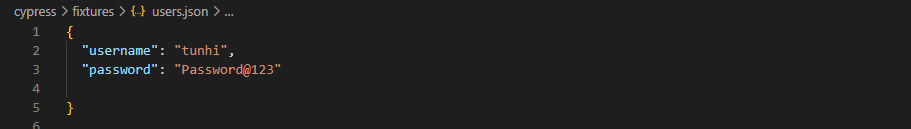 cypress > fixtures > {..} users.json > ...
1 {
2 "username": "tunhi",
3 "password": "Password@123"
4
5 }
6